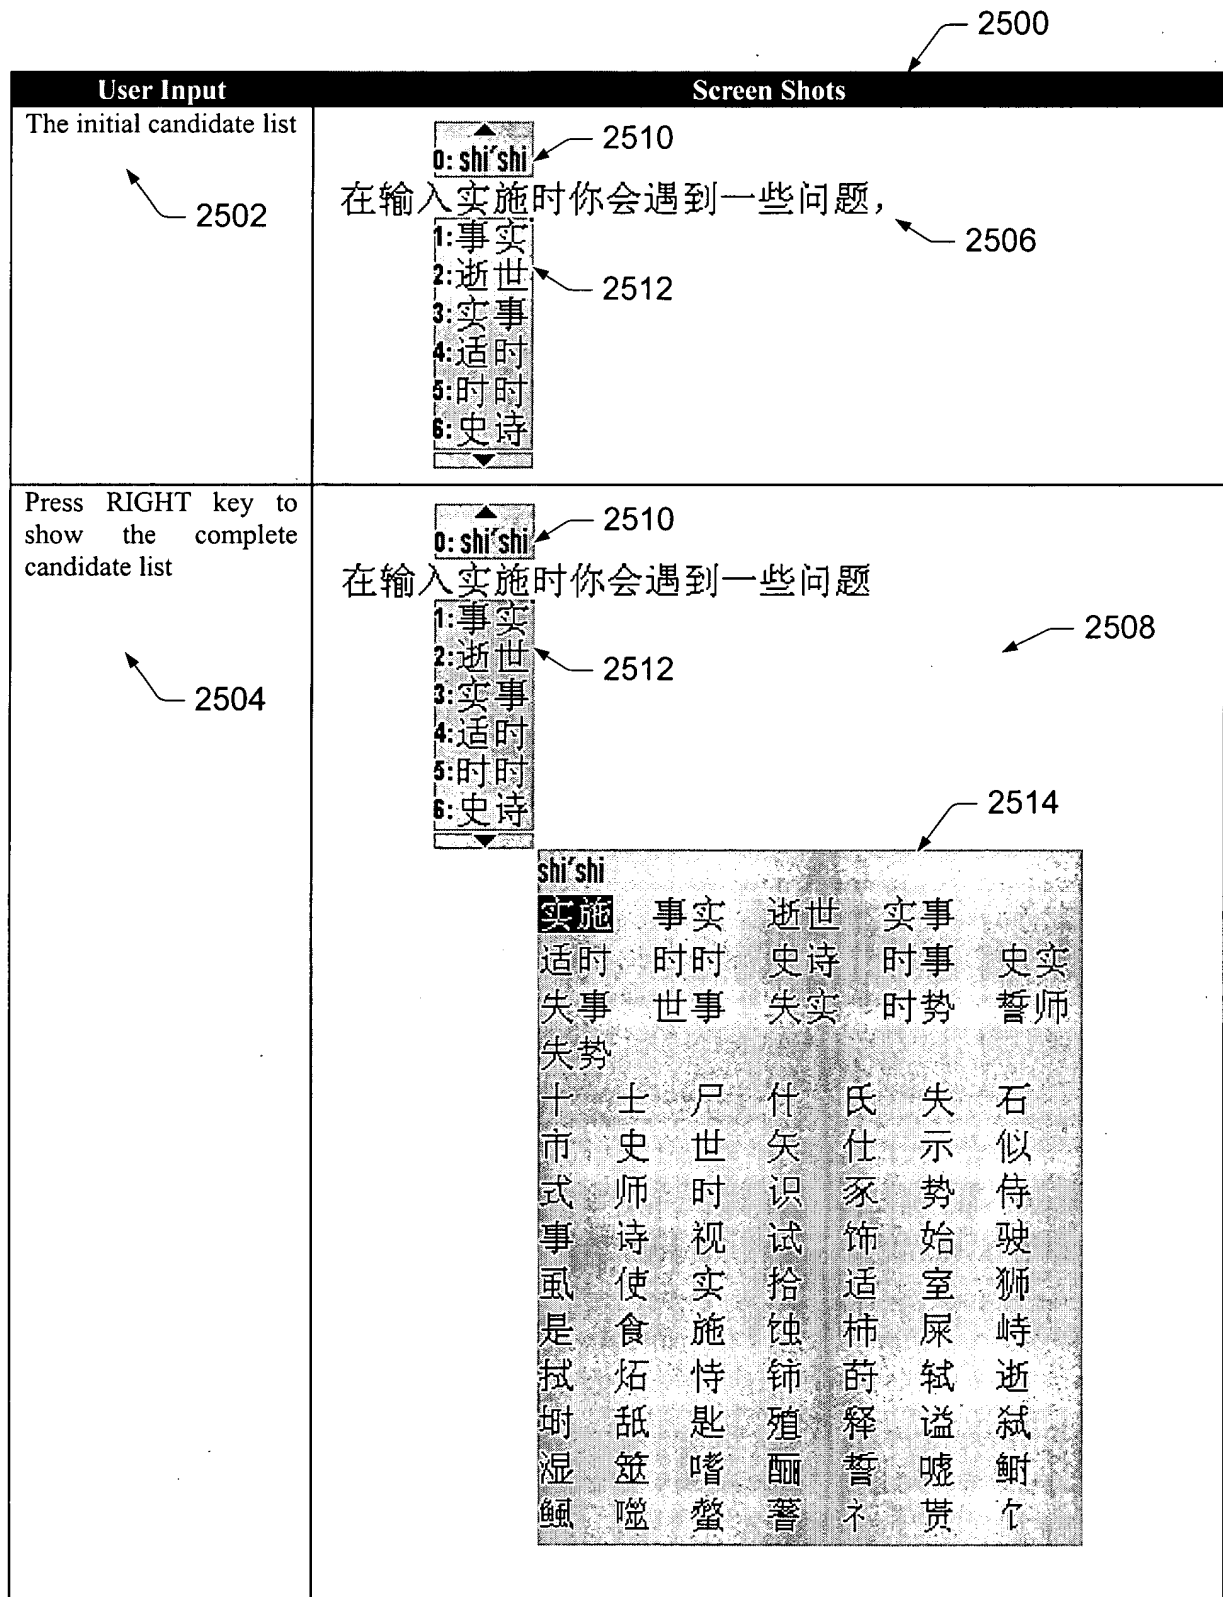 2500
User Input Screen Shots
The initial candidate list
2502
0: shi'shi
2510
在输入实施时你会遇到一些问题，
2506
1:事实
2:逝世
2512
3:实事
4:适时
5:时时
6:史诗
Press RIGHT key to
show the complete
candidate list
2504
0: shi'shi
2510
在输入实施时你会遇到一些问题
2508
1:事实
2:逝世
2512
3:实事
4:适时
5:时时
6:史诗
2514
shi'shi
实施 事实 逝世 实事
适时 时时 史诗 时事 史实
失事 世事 失实 时势 誓师
失势
十 士 尸 什 氏 失 石
市 史 世 矢 仕 示 似
式 师 时 识 豕 势 侍
事 诗 视 试 饰 始 驶
虱 使 实 拾 适 室 狮
是 食 施 蚀 柿 屎 峙
拭 炻 恃 铈 莳 轼 逝
埘 舐 匙 殖 释 谥 弑
湿 筮 嗜 酾 誓 嘘 鲥
鲺 噬 螫 蓍 礻 贳 饣